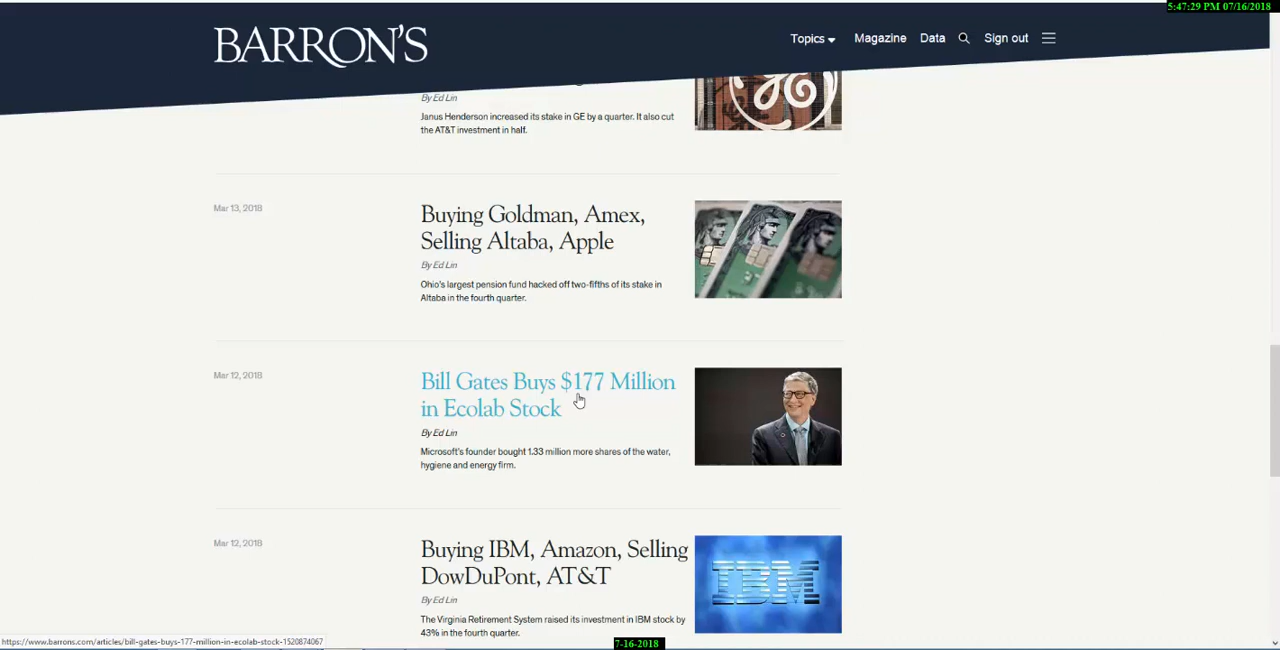 5:47:29 PM 07/16/2018
BARRON'S
Topics
Magazine
Data
Sign out
By Ed Lin
Janus Henderson increased its stake in GE by a quarter. It also cut
the AT&T investment in half.
Mar 13, 2018
Buying Goldman, Amex,
Selling Altaba, Apple
By Ed Lin
Ohio's largest pension fund hacked off two-fifths of its stake in
Altaba in the fourth quarter.
Mar 12, 2018
Bill Gates Buys $177 Million
in Ecolab Stock
By Ed Lin
Microsoft's founder bought 1.33 million more shares of the water,
hygiene and energy firm.
Mar 12, 2018
Buying IBM, Amazon, Selling
DowDuPont, AT&T
By Ed Lin
The Virginia Retirement System raised its investment in IBM stock by
43% in the fourth quarter.
IBM
https://www.barrons.com/articles/bill-gates-buys-177-million-in-ecolab-stock-1520874067
7-16-2018